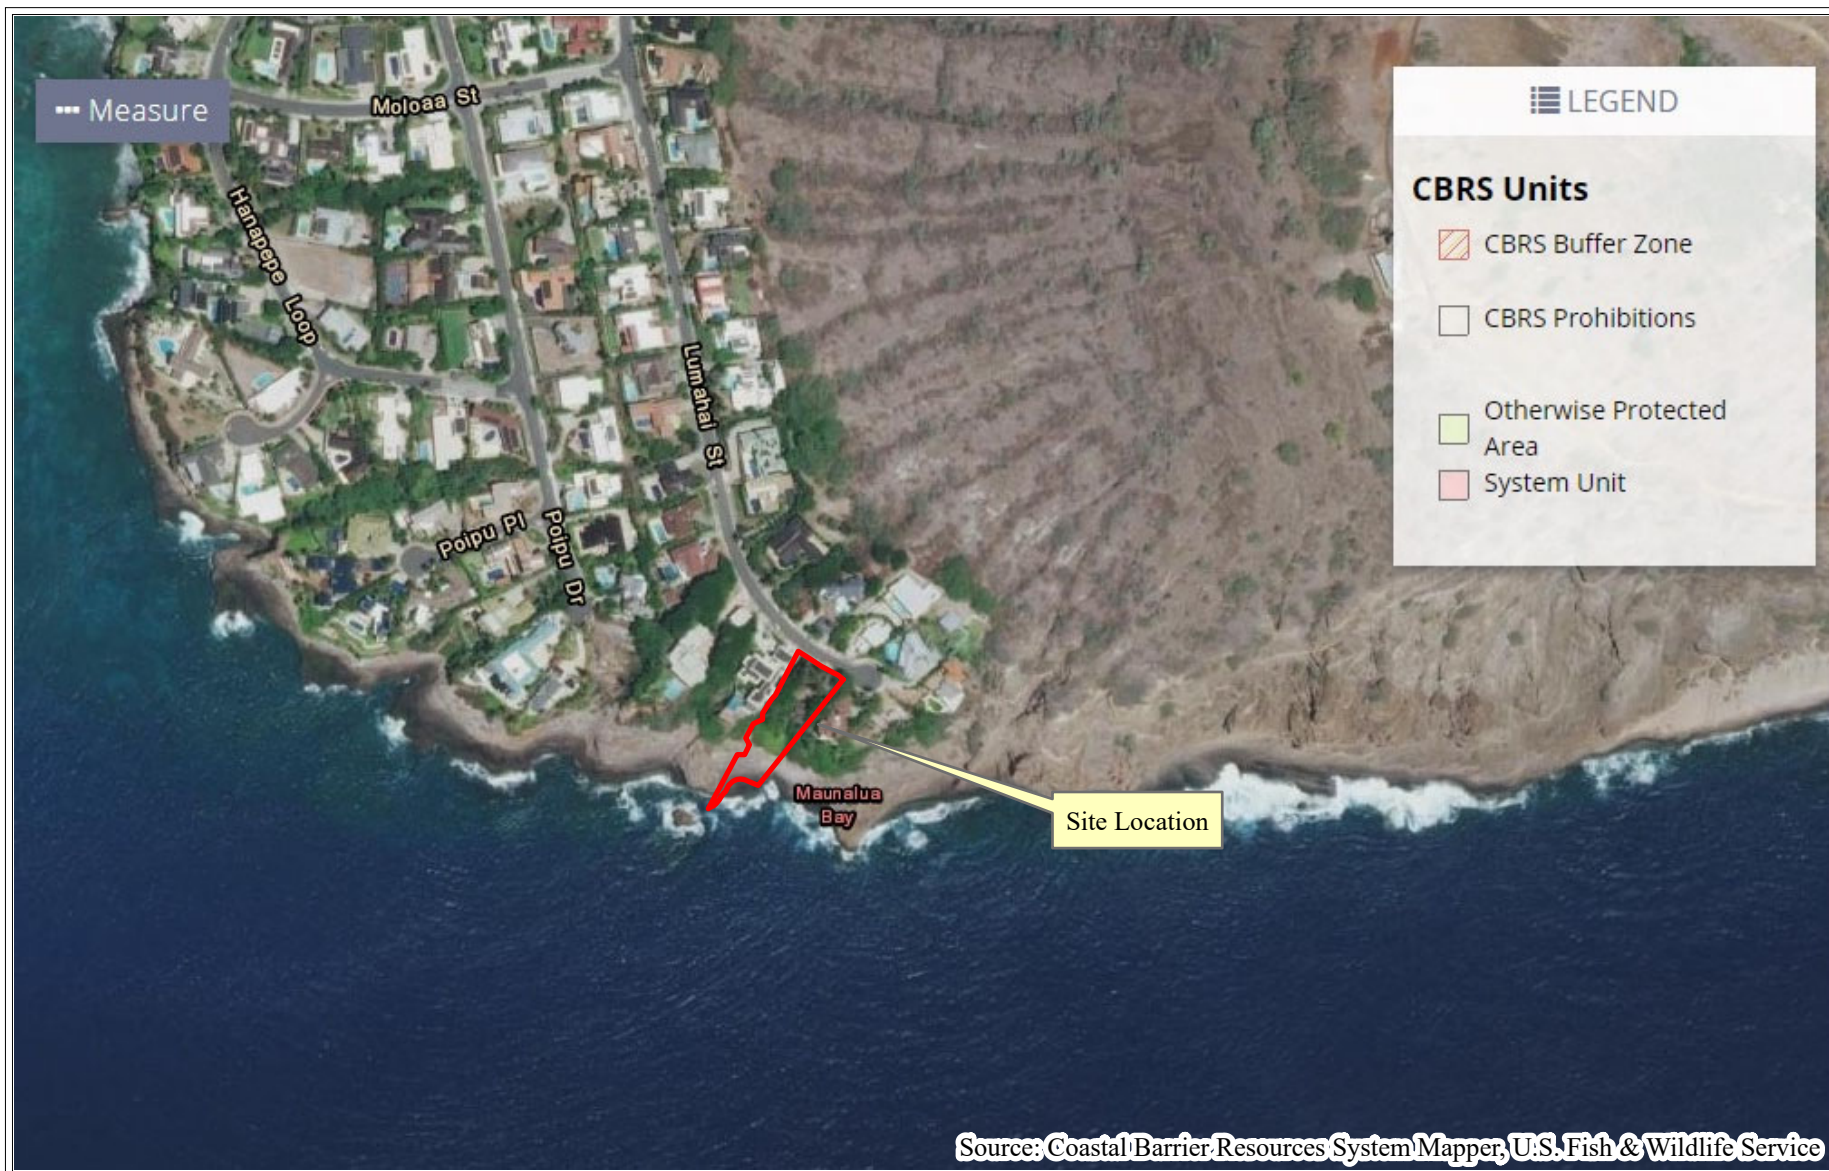 Measure
Moloaa St
Hanapepe Loop
Lumahai St
Poipu Pl
Poipu Dr
Maunalua
Bay
Site Location
LEGEND
CBRS Units
CBRS Buffer Zone
CBRS Prohibitions
Otherwise Protected
Area
System Unit
Source: Coastal Barrier Resources System Mapper, U.S. Fish & Wildlife Service